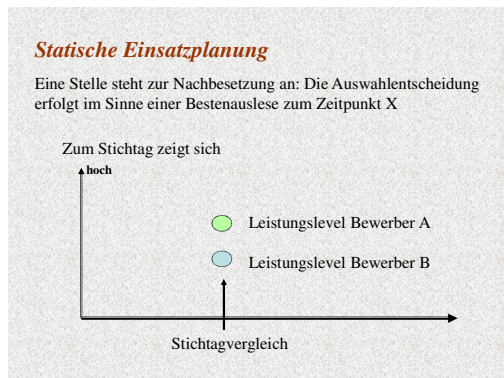 Statische Einsatzplanung
Eine Stelle steht zur Nachbesetzung an: Die Auswahlentscheidung
erfolgt im Sinne einer Bestenauslese zum Zeitpunkt X
Zum Stichtag zeigt sich
hoch
Leistungslevel Bewerber A
Leistungslevel Bewerber B
Stichtagvergleich